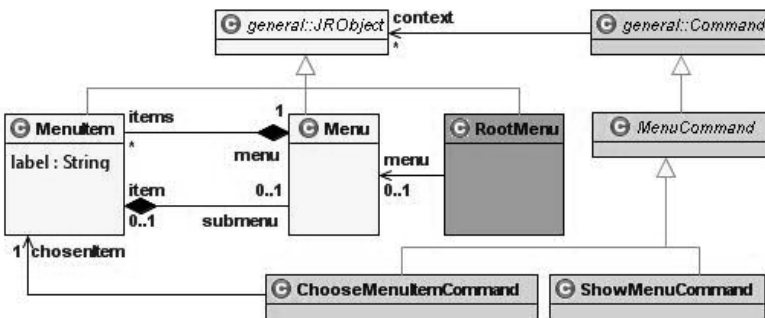 C general::JRObject
context
*
C general::Command
C MenuItem
label : String
items
*
1
menu
C Menu
C RootMenu
menu
0..1
C MenuCommand
item
0..1
0..1
submenu
1 chosenItem
C ChooseMenuItemCommand
C ShowMenuCommand